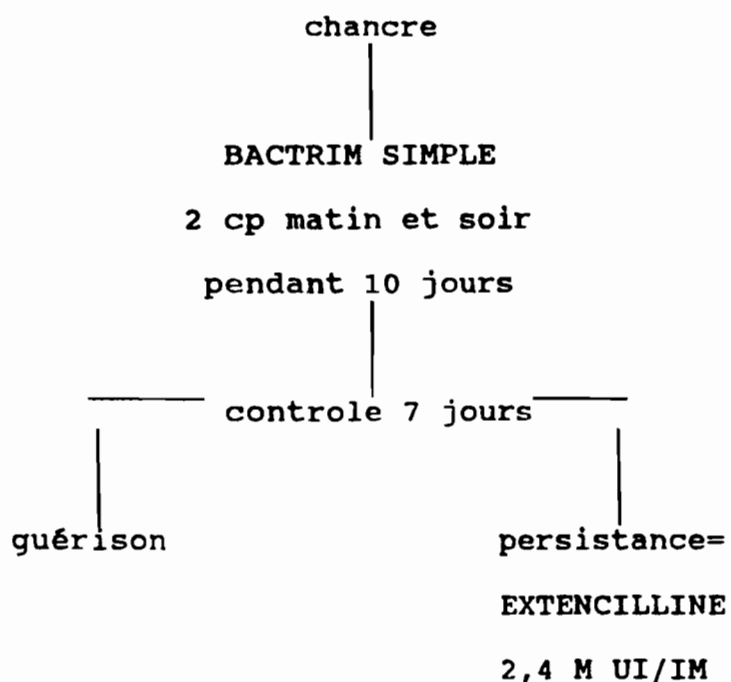 chancre
BACTRIM SIMPLE
2 cp matin et soir
pendant 10 jours
controle 7 jours
guérison
persistance=
EXTENCILLINE
2,4 M UI/IM